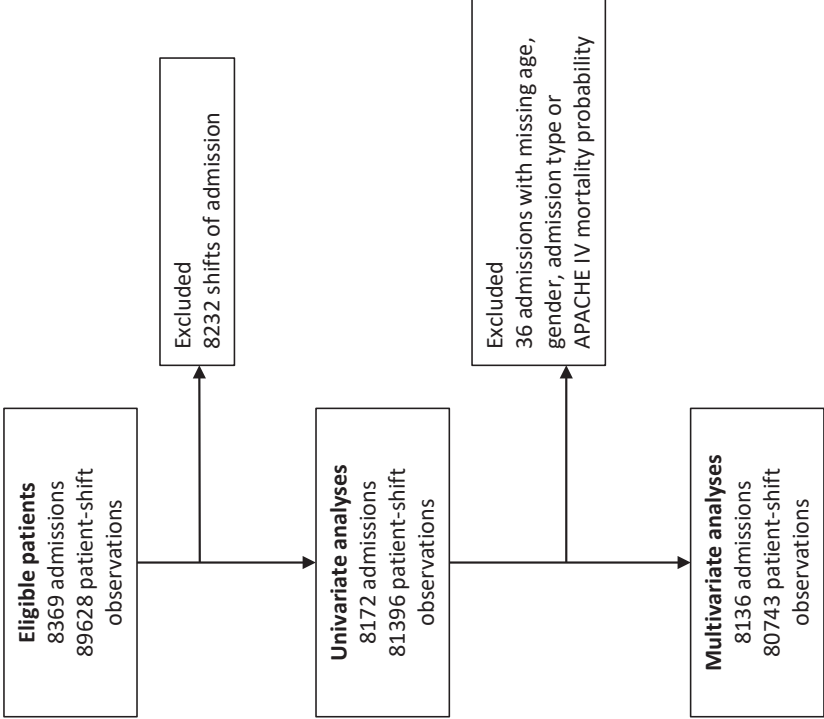 Eligible patients
8369 admissions
89628 patient-shift
observations
Excluded
8232 shifts of admission
Univariate analyses
8172 admissions
81396 patient-shift
observations
Excluded
36 admissions with missing age,
gender, admission type or
APACHE IV mortality probability
Multivariate analyses
8136 admissions
80743 patient-shift
observations